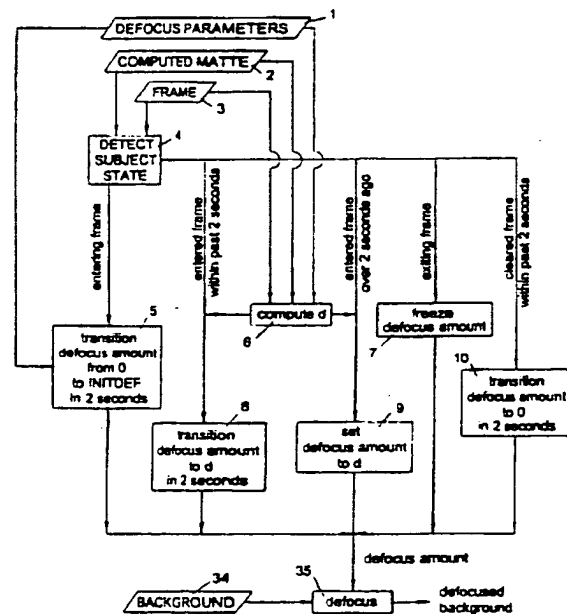 1
DEFOCUS PARAMETERS
COMPUTED MATTE
2
FRAME
3
4
DETECT
SUBJECT
STATE
entering frame
entered frame
within past 2 seconds
entered frame
over 2 seconds ago
exiting frame
cleared frame
within past 2 seconds
5
transition
defocus amount
from 0
to INITDEF
in 2 seconds
compute d
6
freeze
defocus amount
7
10
transition
defocus amount
to 0
in 2 seconds
8
transition
defocus amount
to d
in 2 seconds
9
set
defocus amount
to d
defocus amount
34
BACKGROUND
35
defocus
defocused
background